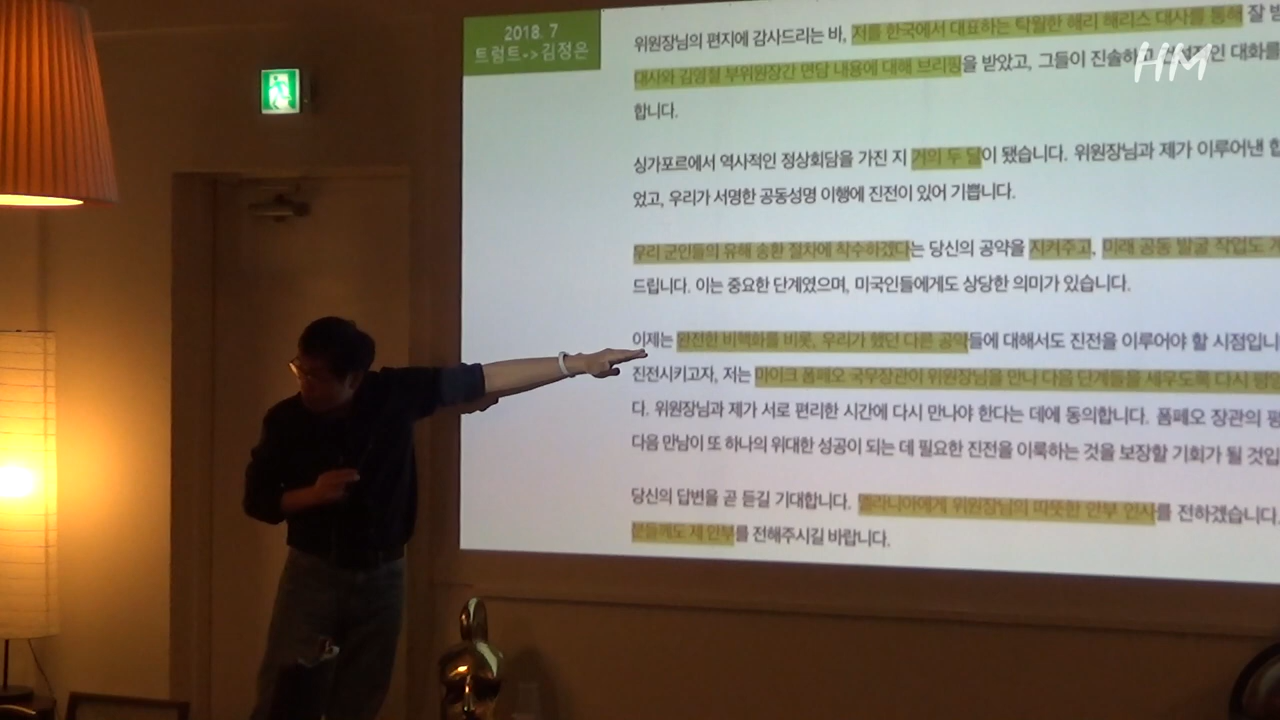 2018. 7
트럼트->김정은
HM
위원장님의 편지에 감사드리는 바, 저를 한국에서 대표하는 탁월한 해리 해리스 대사를 통해 잘
대사와 김영철 부위원장간 면담 내용에 대해 브리핑을 받았고, 그들이 진솔하 인 대화를
합니다.
싱가포르에서 역사적인 정상회담을 가진 지 거의 두 달이 됐습니다. 위원장님과 제가 이루어낸
었고, 우리가 서명한 공동성명 이행에 진전이 있어 기쁩니다.
우리 군인들의 유해 송환 절차에 착수하겠다는 당신의 공약을 지켜주고, 미래 공동 발굴 작업도
드립니다. 이는 중요한 단계였으며, 미국인들에게도 상당한 의미가 있습니다.
이제는 완전한 비핵화를 비롯, 우리가 했던 다른 공약들에 대해서도 진전을 이루어야 할 시점입니
진전시키고자, 저는 마이크 폼페오 국무장관이 위원장님을 만나 다음 단계들을 세우도록 다시 평양
다. 위원장님과 제가 서로 편리한 시간에 다시 만나야 한다는 데에 동의합니다. 폼페오 장관의
다음 만남이 또 하나의 위대한 성공이 되는 데 필요한 진전을 이룩하는 것을 보장할 기회가 될 것입
당신의 답변을 곧 듣길 기대합니다. 멜라니아에게 위원장님의 따뜻한 안부 인사를 전하겠습니다.
분들께도 제 안부를 전해주시길 바랍니다.